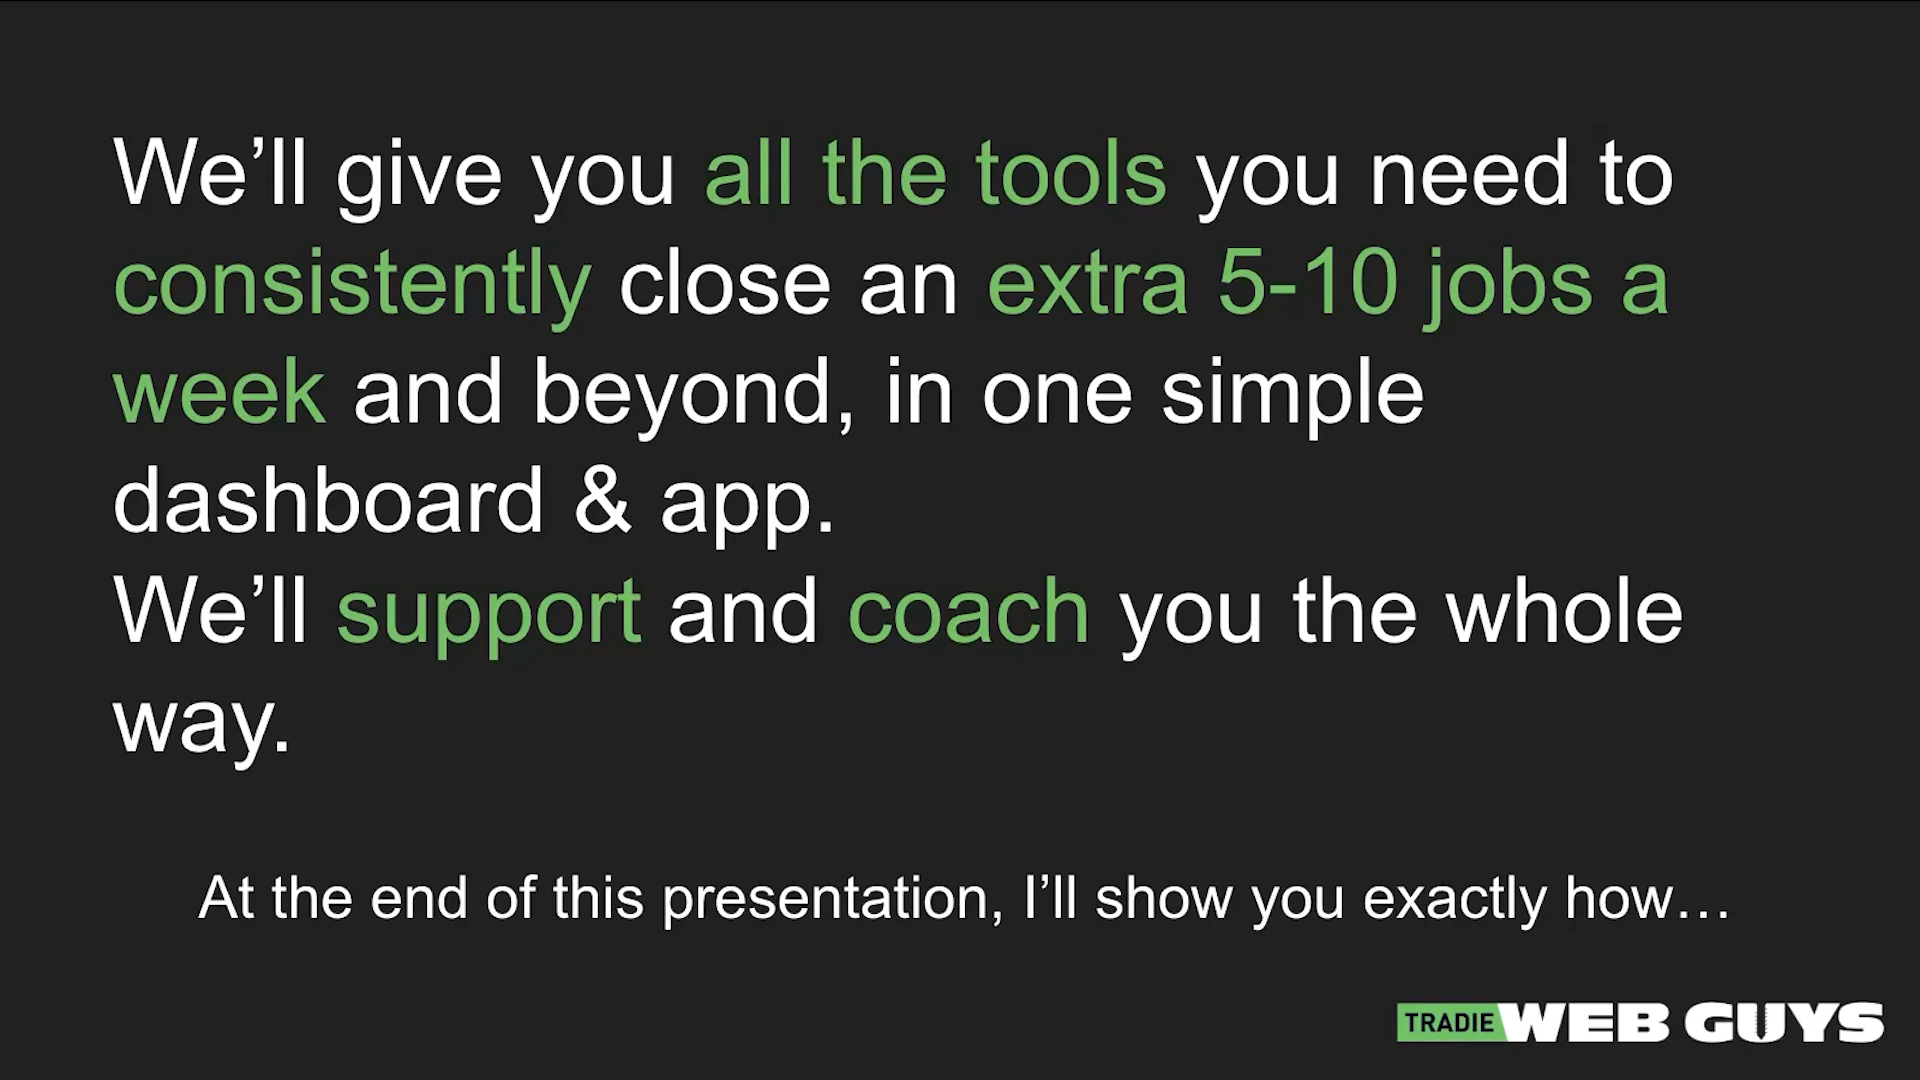 We’ll give you all the tools you need to
consistently close an extra 5-10 jobs a
week and beyond, in one simple
dashboard & app.
We’ll support and coach you the whole
way.
At the end of this presentation, I’ll show you exactly how…
TRADIE WEB GUYS